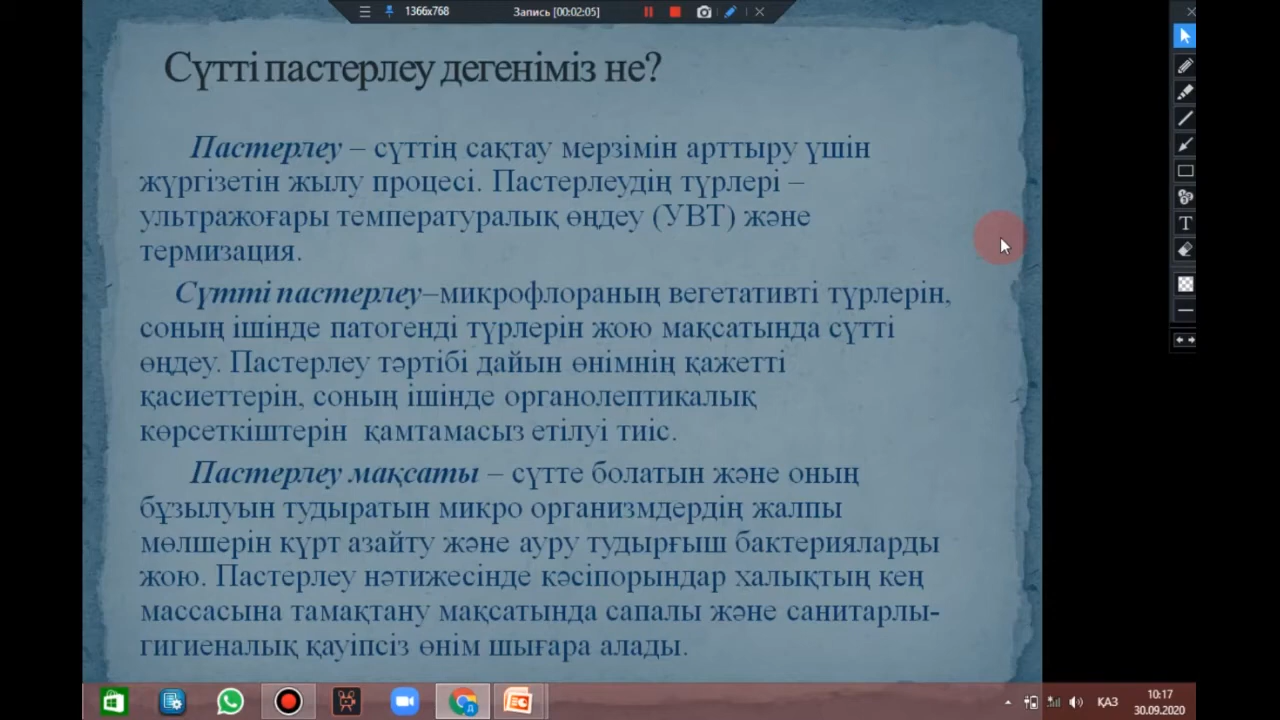 1366x768
Запись [00:02:05]
Сүтті пастерлеу дегеніміз не?
Пастерлеу – сүттің сақтау мерзімін арттыру үшін
жүргізетін жылу процесі. Пастерлеудің түрлері –
ультражоғары температуралық өңдеу (УВТ) және
термизация.
Сүтті пастерлеу–микрофлораның вегетативті түрлерін,
соның ішінде патогенді түрлерін жою мақсатында сүтті
өңдеу. Пастерлеу тәртібі дайын өнімнің қажетті
қасиеттерін, соның ішінде органолептикалық
көрсеткіштерін қамтамасыз етілуі тиіс.
Пастерлеу мақсаты – сүтте болатын және оның
бұзылуын тудыратын микро организмдердің жалпы
мөлшерін күрт азайту және ауру тудырғыш бактерияларды
жою. Пастерлеу нәтижесінде кәсіпорындар халықтың кең
массасына тамақтану мақсатында сапалы және санитарлы-
гигиеналық қауіпсіз өнім шығара алады.
T
ҚАЗ
10:17
30.09.2020